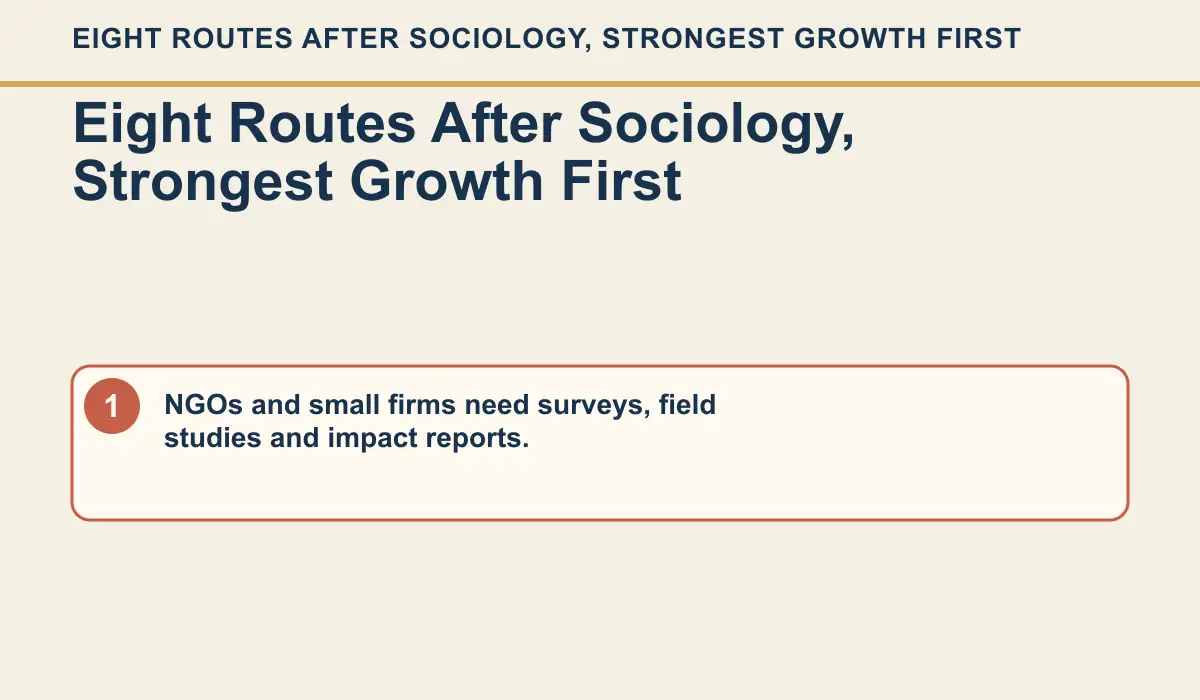 EIGHT ROUTES AFTER SOCIOLOGY, STRONGEST GROWTH FIRST
Eight Routes After Sociology,
Strongest Growth First
1
NGOs and small firms need surveys, field
studies and impact reports.